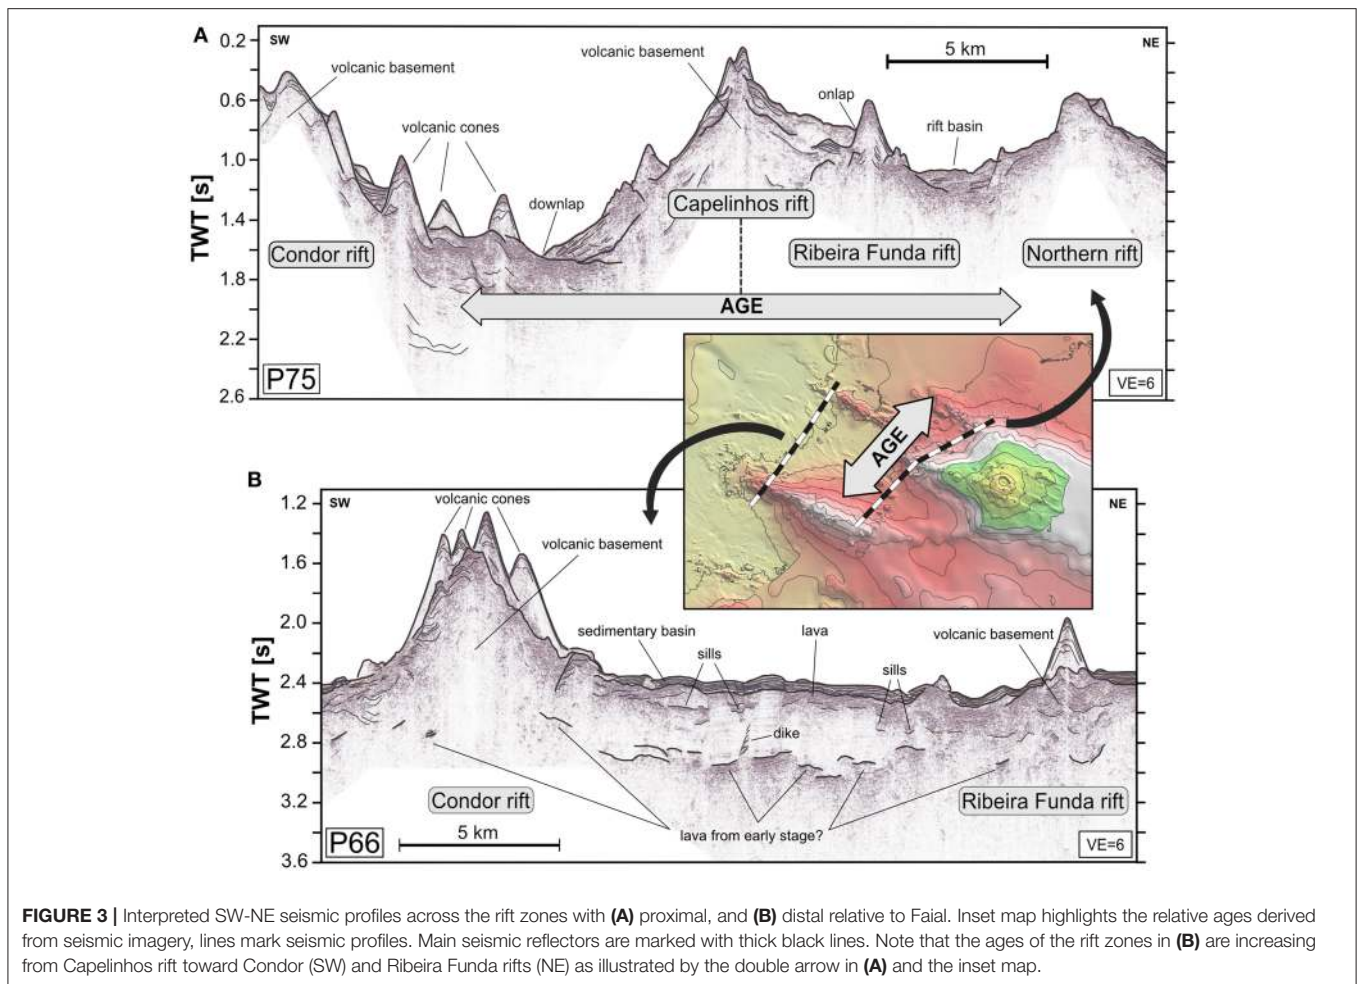 A
SW
NE
0.2
0.6
1.0
1.4
1.8
2.2
2.6
TWT [s]
volcanic basement
volcanic basement
5 km
onlap
volcanic cones
rift basin
downlap
Capelinhos rift
Condor rift
Ribeira Funda rift
Northern rift
AGE
P75
VE=6
AGE
B
SW
NE
1.2
1.6
2.0
2.4
2.8
3.2
3.6
TWT [s]
volcanic cones
volcanic basement
sedimentary basin
lava
volcanic basement
sills
sills
dike
Condor rift
Ribeira Funda rift
5 km
lava from early stage?
P66
VE=6
FIGURE 3 | Interpreted SW-NE seismic profiles across the rift zones with (A) proximal, and (B) distal relative to Faial. Inset map highlights the relative ages derived
from seismic imagery, lines mark seismic profiles. Main seismic reflectors are marked with thick black lines. Note that the ages of the rift zones in (B) are increasing
from Capelinhos rift toward Condor (SW) and Ribeira Funda rifts (NE) as illustrated by the double arrow in (A) and the inset map.